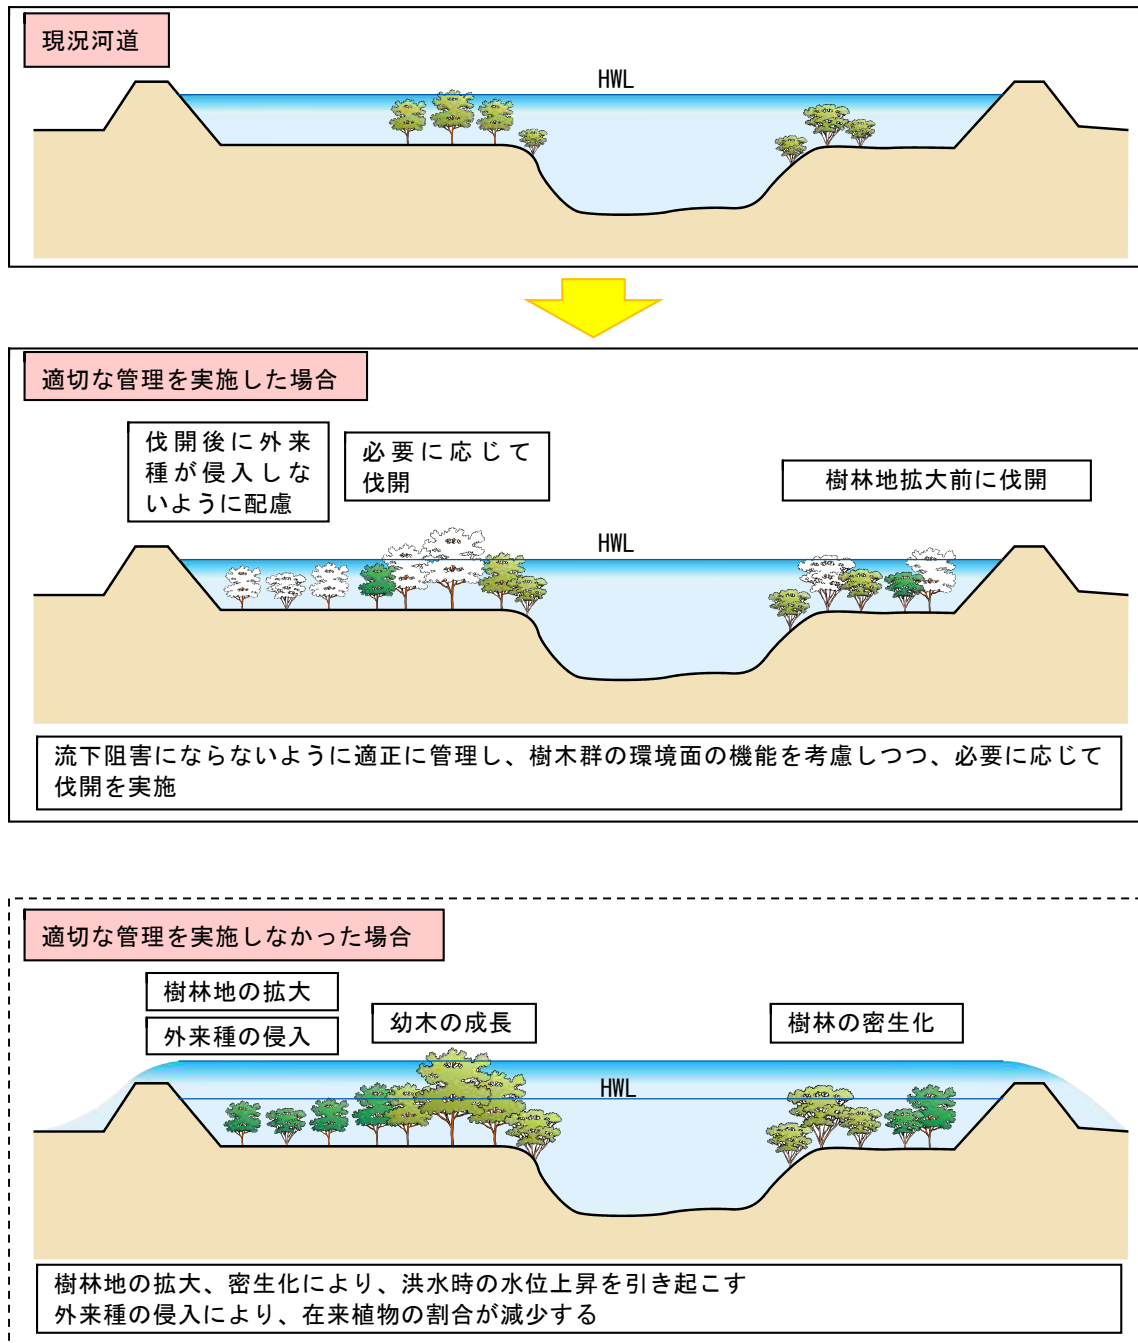 現況河道
HWL
適切な管理を実施した場合
伐開後に外来
種が侵入しな
いように配慮
必要に応じて
伐開
樹林地拡大前に伐開
HWL
流下阻害にならないように適正に管理し、樹木群の環境面の機能を考慮しつつ、必要に応じて
伐開を実施
適切な管理を実施しなかった場合
樹林地の拡大
外来種の侵入
幼木の成長
樹林の密生化
HWL
樹林地の拡大、密生化により、洪水時の水位上昇を引き起こす
外来種の侵入により、在来植物の割合が減少する